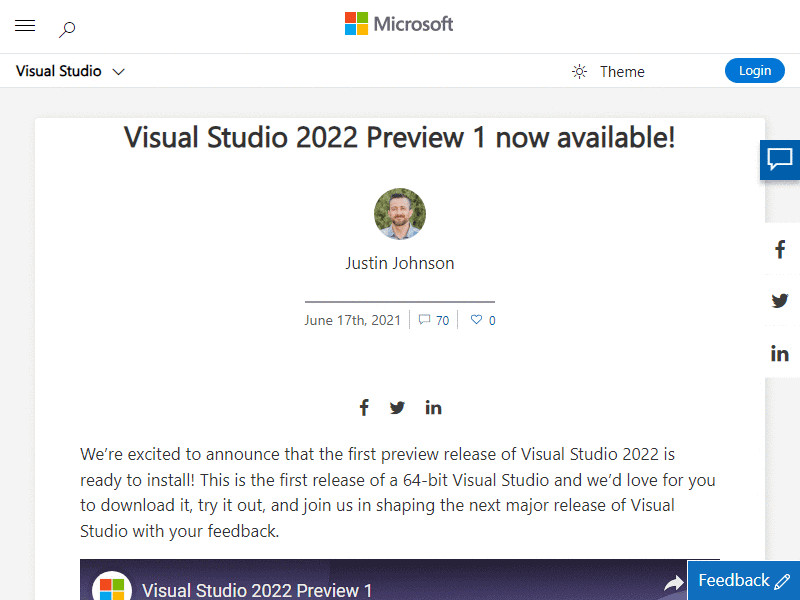 Microsoft
Visual Studio
Theme
Login
Visual Studio 2022 Preview 1 now available!
Justin Johnson
June 17th, 2021
70
0
We’re excited to announce that the first preview release of Visual Studio 2022 is
ready to install! This is the first release of a 64-bit Visual Studio and we’d love for you
to download it, try it out, and join us in shaping the next major release of Visual
Studio with your feedback.
Visual Studio 2022 Preview 1
Feedback